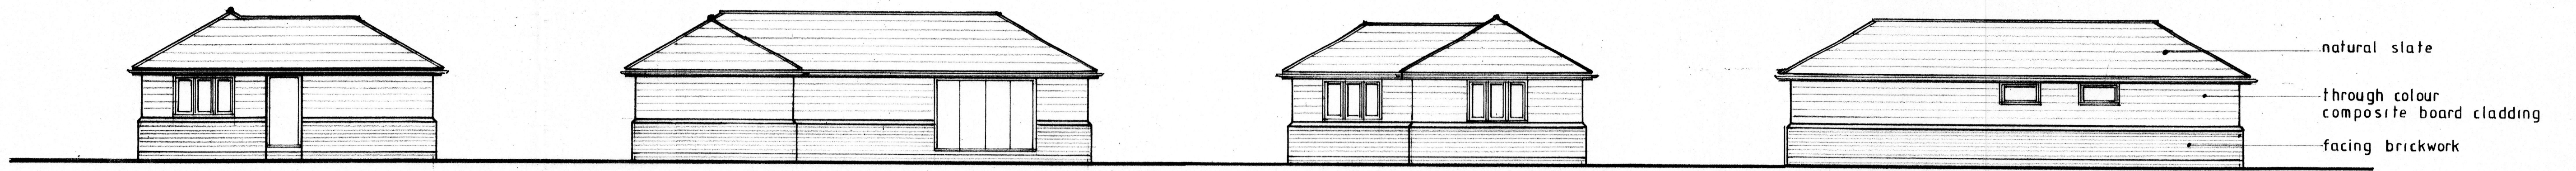 natural slate
through colour
composite board cladding
facing brickwork